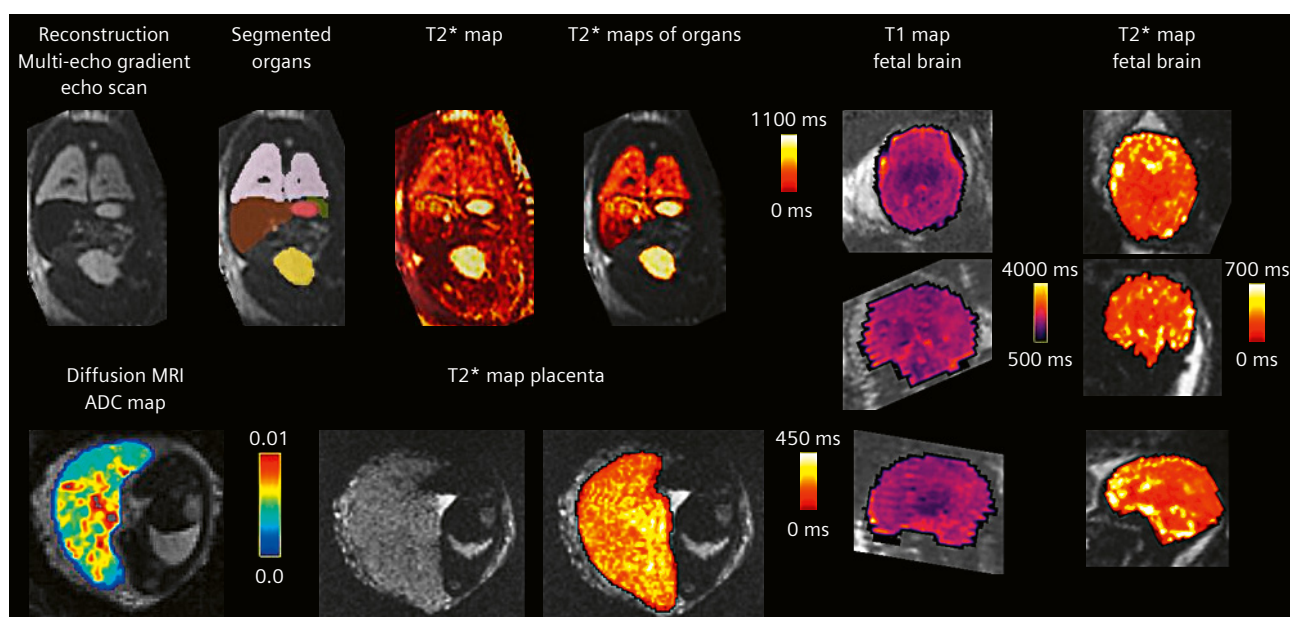 Reconstruction
Multi-echo gradient
echo scan
Segmented
organs
T2* map
T2* maps of organs
T1 map
fetal brain
T2* map
fetal brain
1100 ms
0 ms
4000 ms
500 ms
700 ms
0 ms
Diffusion MRI
ADC map
T2* map placenta
0.01
0.0
450 ms
0 ms